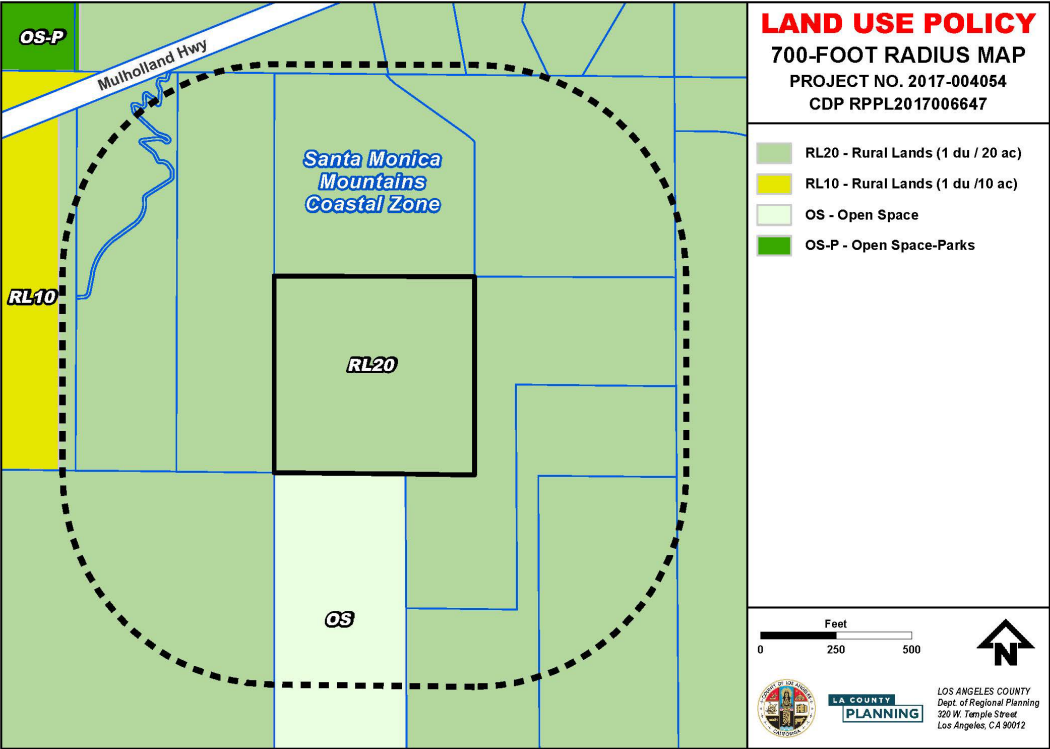 OS-P
Mulholland Hwy
Santa Monica
Mountains
Coastal Zone
RL10
RL20
OS
LAND USE POLICY
700-FOOT RADIUS MAP
PROJECT NO. 2017-004054
CDP RPPL2017006647
RL20 - Rural Lands (1 du / 20 ac)
RL10 - Rural Lands (1 du /10 ac)
OS - Open Space
OS-P - Open Space-Parks
Feet
0 250 500
N
LA COUNTY
PLANNING
LOS ANGELES COUNTY
Dept. of Regional Planning
320 W. Temple Street
Los Angeles, CA 90012